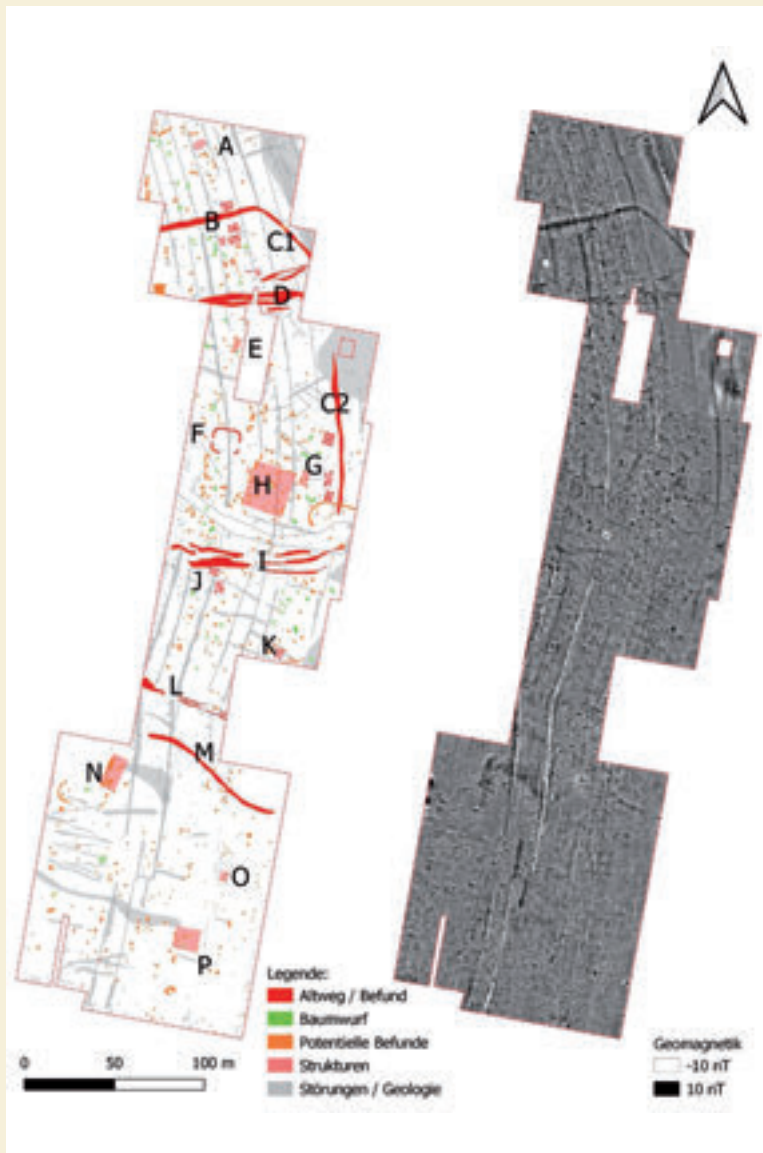 A
B
C1
D
E
C2
F
G
H
I
J
K
L
M
N
O
P
Legende:
Altweg / Befund
Baumwurf
Potentielle Befunde
Strukturen
Störungen / Geologie
0 50 100 m
Geomagnetik
-10 nT
10 nT